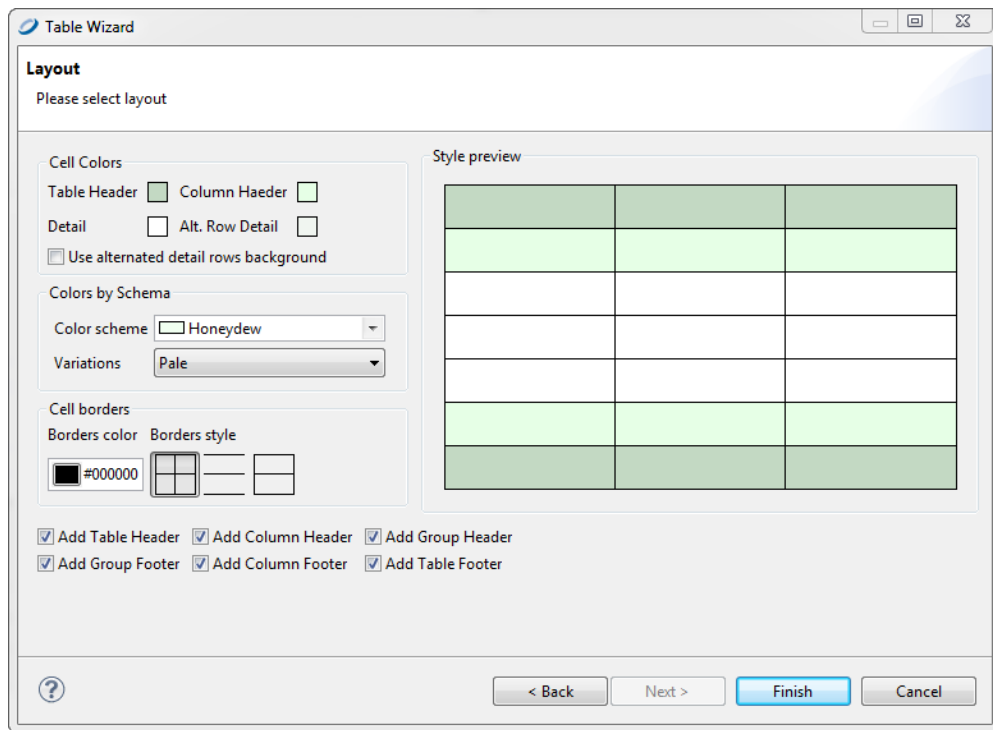 Table Wizard
Layout
Please select layout
Cell Colors
Table Header Column Haeder
Detail Alt. Row Detail
Use alternated detail rows background
Colors by Schema
Color scheme Honeydew
Variations Pale
Cell borders
Borders color Borders style
#000000
Style preview
Add Table Header Add Column Header Add Group Header
Add Group Footer Add Column Footer Add Table Footer
? < Back Next > Finish Cancel